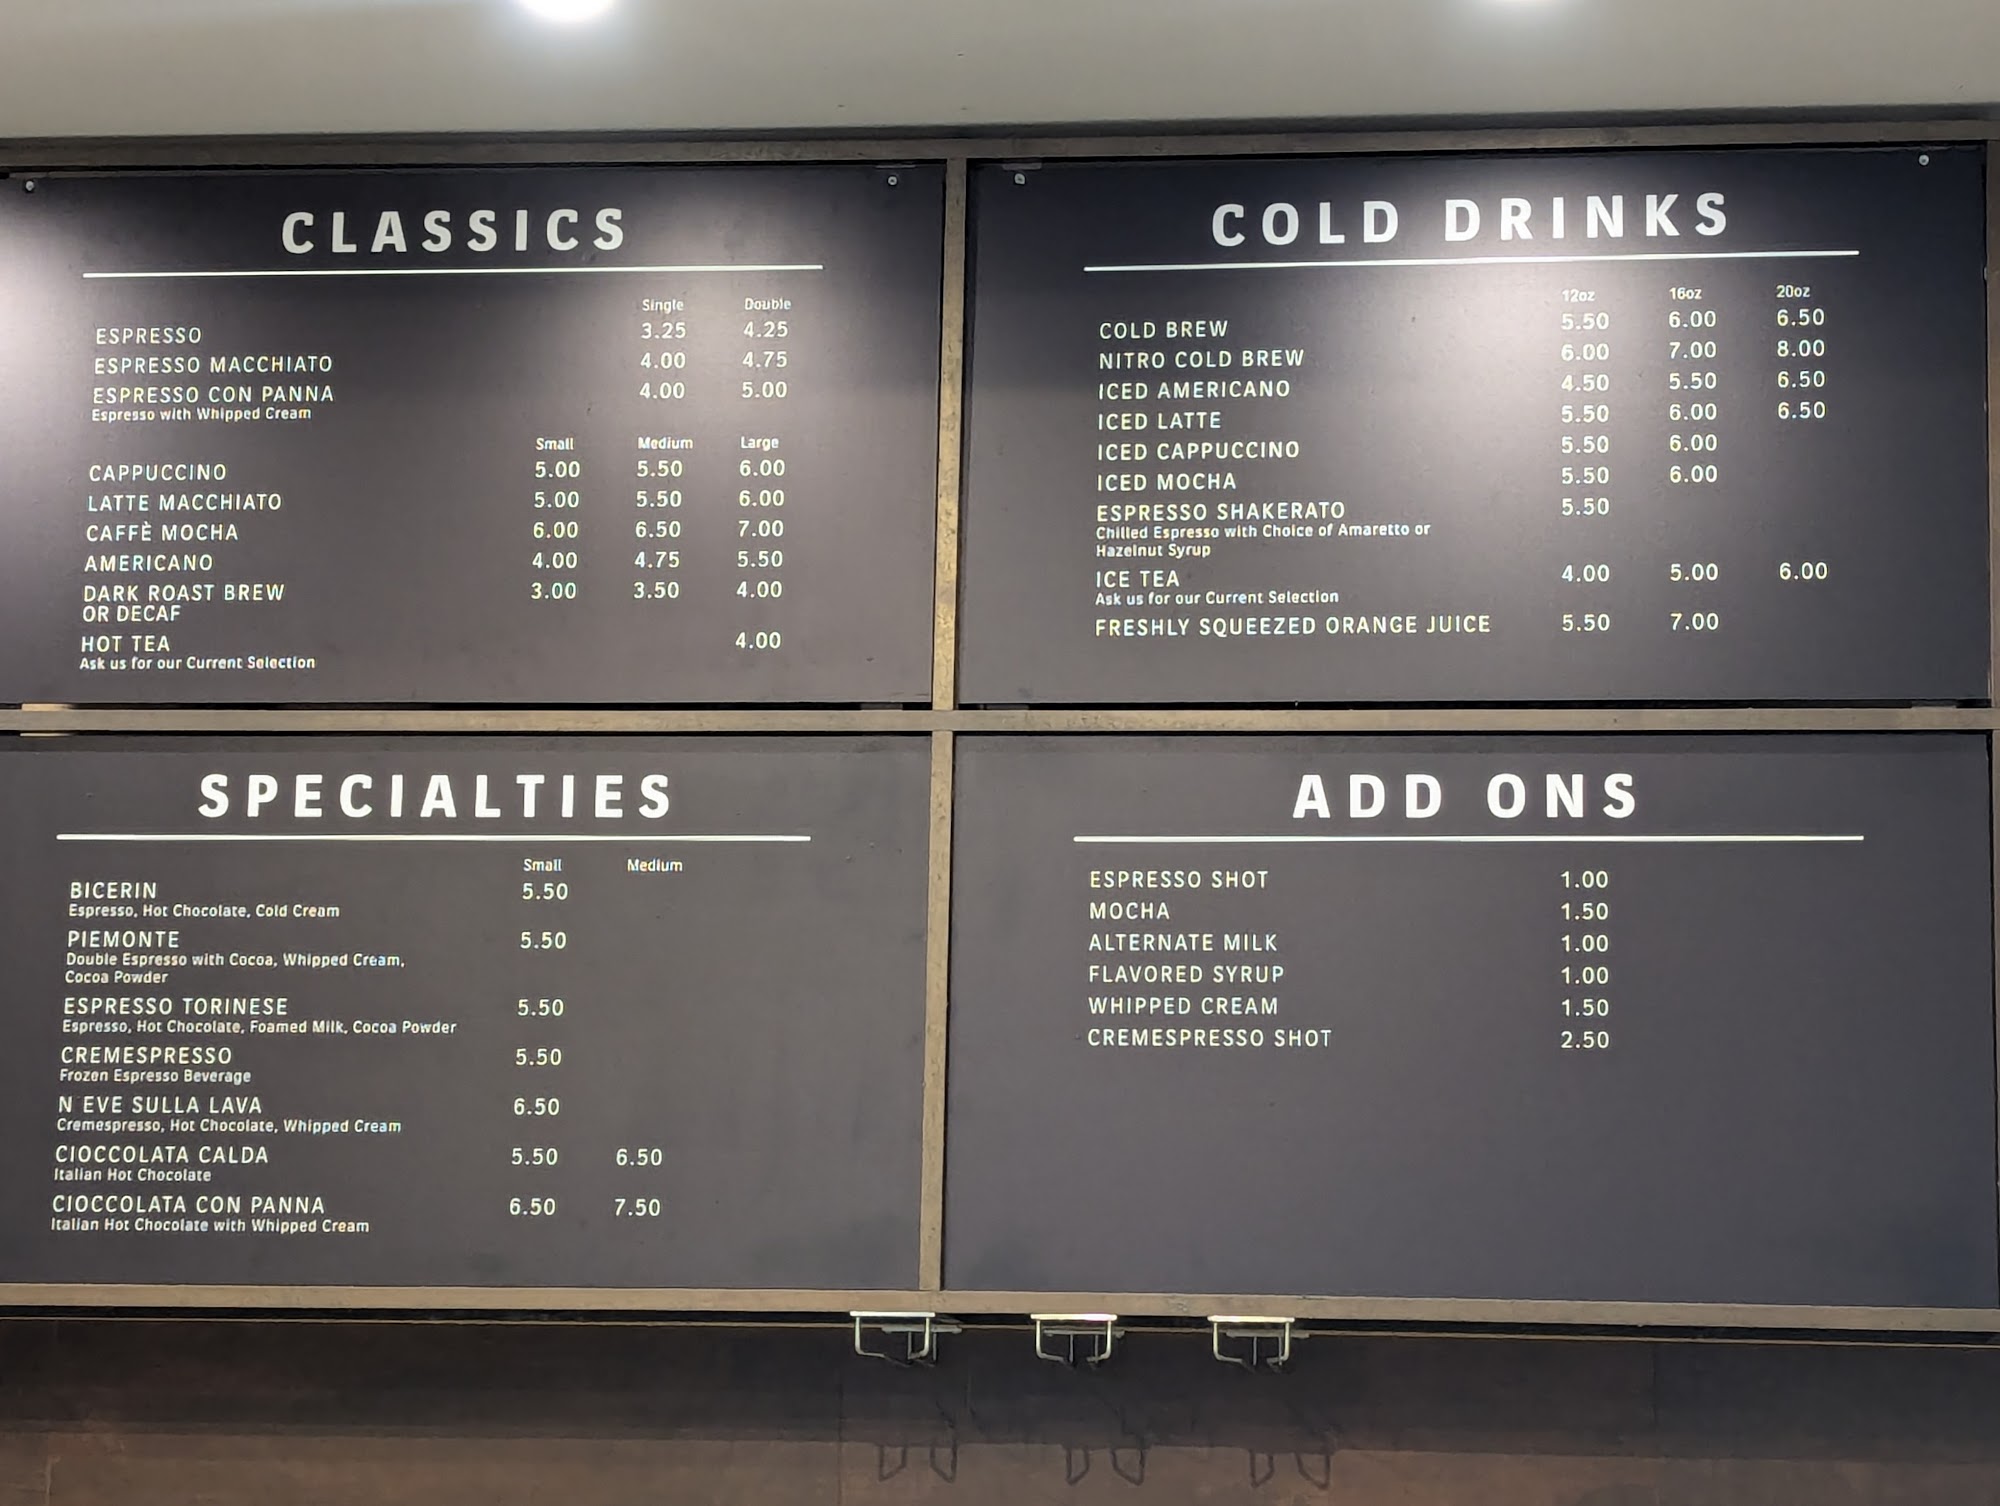 CLASSICS
Single Double
ESPRESSO 3.25 4.25
ESPRESSO MACCHIATO 4.00 4.75
ESPRESSO CON PANNA 4.00 5.00
Espresso with Whipped Cream
Small Medium Large
CAPPUCCINO 5.00 5.50 6.00
LATTE MACCHIATO 5.00 5.50 6.00
CAFFÈ MOCHA 6.00 6.50 7.00
AMERICANO 4.00 4.75 5.50
DARK ROAST BREW 3.00 3.50 4.00
OR DECAF
HOT TEA 4.00
Ask us for our Current Selection
COLD DRINKS
12oz 16oz 20oz
COLD BREW 5.50 6.00 6.50
NITRO COLD BREW 6.00 7.00 8.00
ICED AMERICANO 4.50 5.50 6.50
ICED LATTE 5.50 6.00 6.50
ICED CAPPUCCINO 5.50 6.00
ICED MOCHA 5.50 6.00
ESPRESSO SHAKERATO 5.50
Chilled Espresso with Choice of Amaretto or
Hazelnut Syrup
ICE TEA 4.00 5.00 6.00
Ask us for our Current Selection
FRESHLY SQUEEZED ORANGE JUICE 5.50 7.00
SPECIALTIES
Small Medium
BICERIN 5.50
Espresso, Hot Chocolate, Cold Cream
PIEMONTE 5.50
Double Espresso with Cocoa, Whipped Cream,
Cocoa Powder
ESPRESSO TORINESE 5.50
Espresso, Hot Chocolate, Foamed Milk, Cocoa Powder
CREMESPRESSO 5.50
Frozen Espresso Beverage
N EVE SULLA LAVA 6.50
Cremespresso, Hot Chocolate, Whipped Cream
CIOCCOLATA CALDA 5.50 6.50
Italian Hot Chocolate
CIOCCOLATA CON PANNA 6.50 7.50
Italian Hot Chocolate with Whipped Cream
ADD ONS
ESPRESSO SHOT 1.00
MOCHA 1.50
ALTERNATE MILK 1.00
FLAVORED SYRUP 1.00
WHIPPED CREAM 1.50
CREMESPRESSO SHOT 2.50